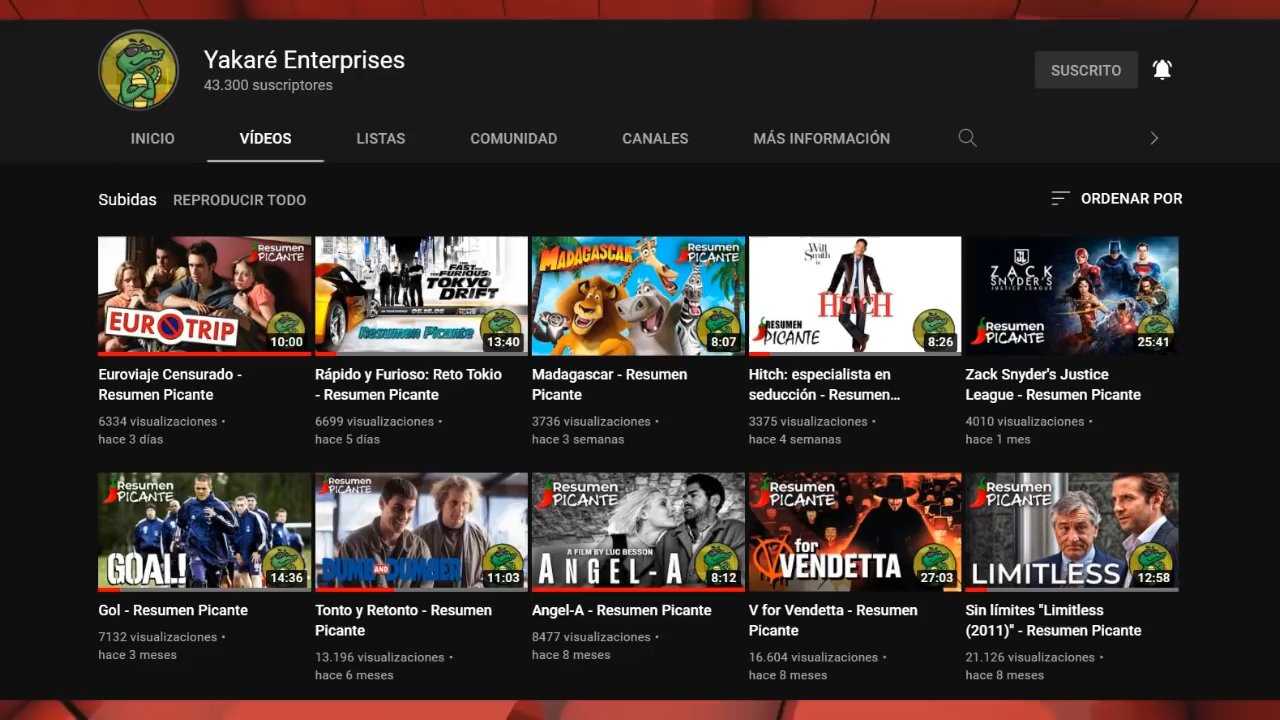 Yakaré Enterprises
43.300 suscriptores
SUSCRITO
INICIO
VÍDEOS
LISTAS
COMUNIDAD
CANALES
MÁS INFORMACIÓN
Subidas
REPRODUCIR TODO
ORDENAR POR
Resumen
PICANTE
EUROTRIP
10:00
THE
FAST
AND THE
FURIOUS:
TOKYO
DRIFT
Resumen Picante
13:40
MADAGASCAR
Resumen
PICANTE
8:07
Will
Smith
is
HITCH
RESUMEN
PICANTE
8:26
JL
ZACK
SNYDER'S
JUSTICE LEAGUE
Resumen
PICANTE
25:41
Euroviaje Censurado -
Resumen Picante
6334 visualizaciones •
hace 3 días
Rápido y Furioso: Reto Tokio
- Resumen Picante
6699 visualizaciones •
hace 5 días
Madagascar - Resumen
Picante
3736 visualizaciones •
hace 3 semanas
Hitch: especialista en
seducción - Resumen...
3375 visualizaciones •
hace 4 semanas
Zack Snyder's Justice
League - Resumen Picante
4010 visualizaciones •
hace 1 mes
Resumen
PICANTE
GOAL!
14:36
Resumen
PICANTE
DUMB AND DUMBER
11:03
Resumen
PICANTE
A FILM BY LUC BESSON
ANGEL-A
8:12
Resumen
PICANTE
V for
VENDETTA
27:03
Resumen
PICANTE
LIMITLESS
12:58
Gol - Resumen Picante
7132 visualizaciones •
hace 3 meses
Tonto y Retonto - Resumen
Picante
13.196 visualizaciones •
hace 6 meses
Angel-A - Resumen Picante
8477 visualizaciones •
hace 8 meses
V for Vendetta - Resumen
Picante
16.604 visualizaciones •
hace 8 meses
Sin límites "Limitless
(2011)" - Resumen Picante
21.126 visualizaciones •
hace 8 meses